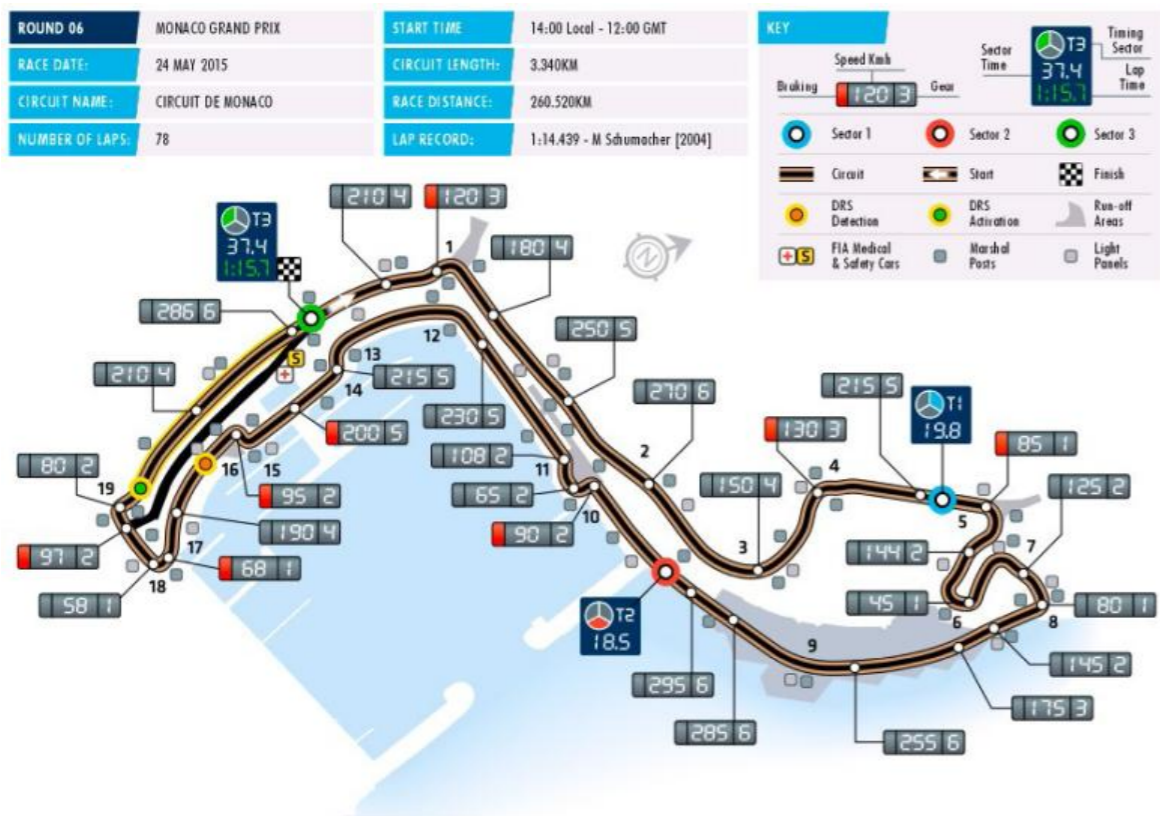 ROUND 06 MONACO GRAND PRIX
RACE DATE: 24 MAY 2015
CIRCUIT NAME: CIRCUIT DE MONACO
NUMBER OF LAPS: 78
START TIME 14:00 Local - 12:00 GMT
CIRCUIT LENGTH: 3.340KM
RACE DISTANCE: 260.520KM
LAP RECORD: 1:14.439 - M Schumacher [2004]
KEY
Speed Kmh
Braking 120 3 Gear
Sector Time
T3
37.4
1:15.7
Timing Sector
Lap Time
Sector 1 Sector 2 Sector 3
Circuit Start Finish
DRS Detection
DRS Activation
Run-off Areas
S FIA Medical & Safety Cars
Marshal Posts
Light Panels
210 4
120 3
T3
37.4
1:15.7
1
180 4
N
286 6
12
250 5
13
S
210 4
14
215 5
270 6
215 5
T1
19.8
230 5
200 5
130 3
85 1
108 2
2
4
80 2
19
16
15
11
125 2
95 2
65 2
150 4
5
10
190 4
90 2
3
144 2
7
97 2
17
68 1
18
58 1
45 1
6
8
80 1
T2
18.5
9
145 2
295 6
175 3
285 6
255 6